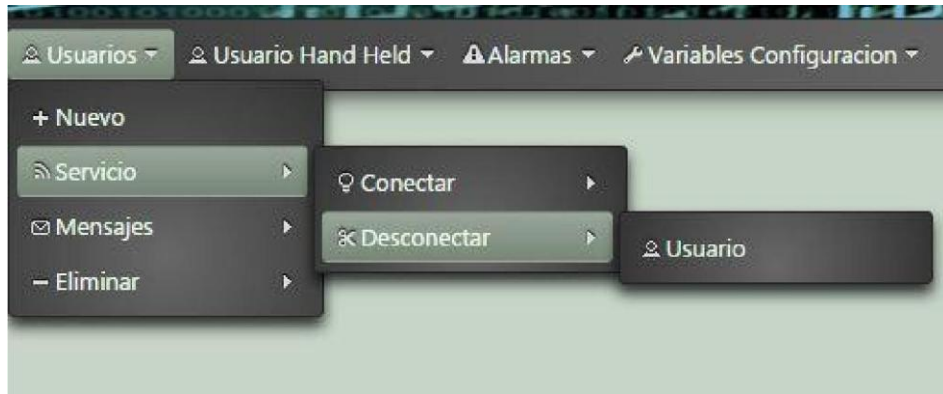 Usuarios
Usuario Hand Held
Alarmas
Variables Configuracion
Nuevo
Servicio
Mensajes
Eliminar
Conectar
Desconectar
Usuario